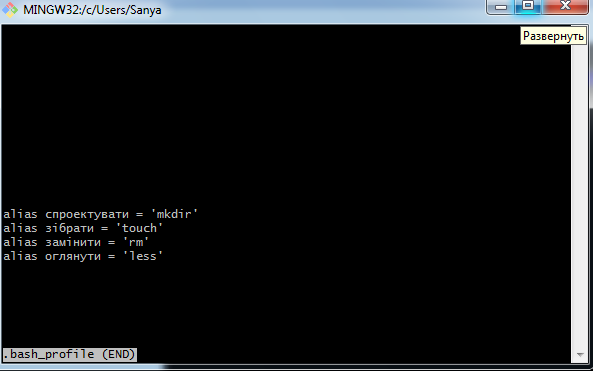 MINGW32:/c/Users/Sanya
Развернуть
alias спроектувати = 'mkdir'
alias зібрати = 'touch'
alias замінити = 'rm'
alias оглянути = 'less'
.bash_profile (END)